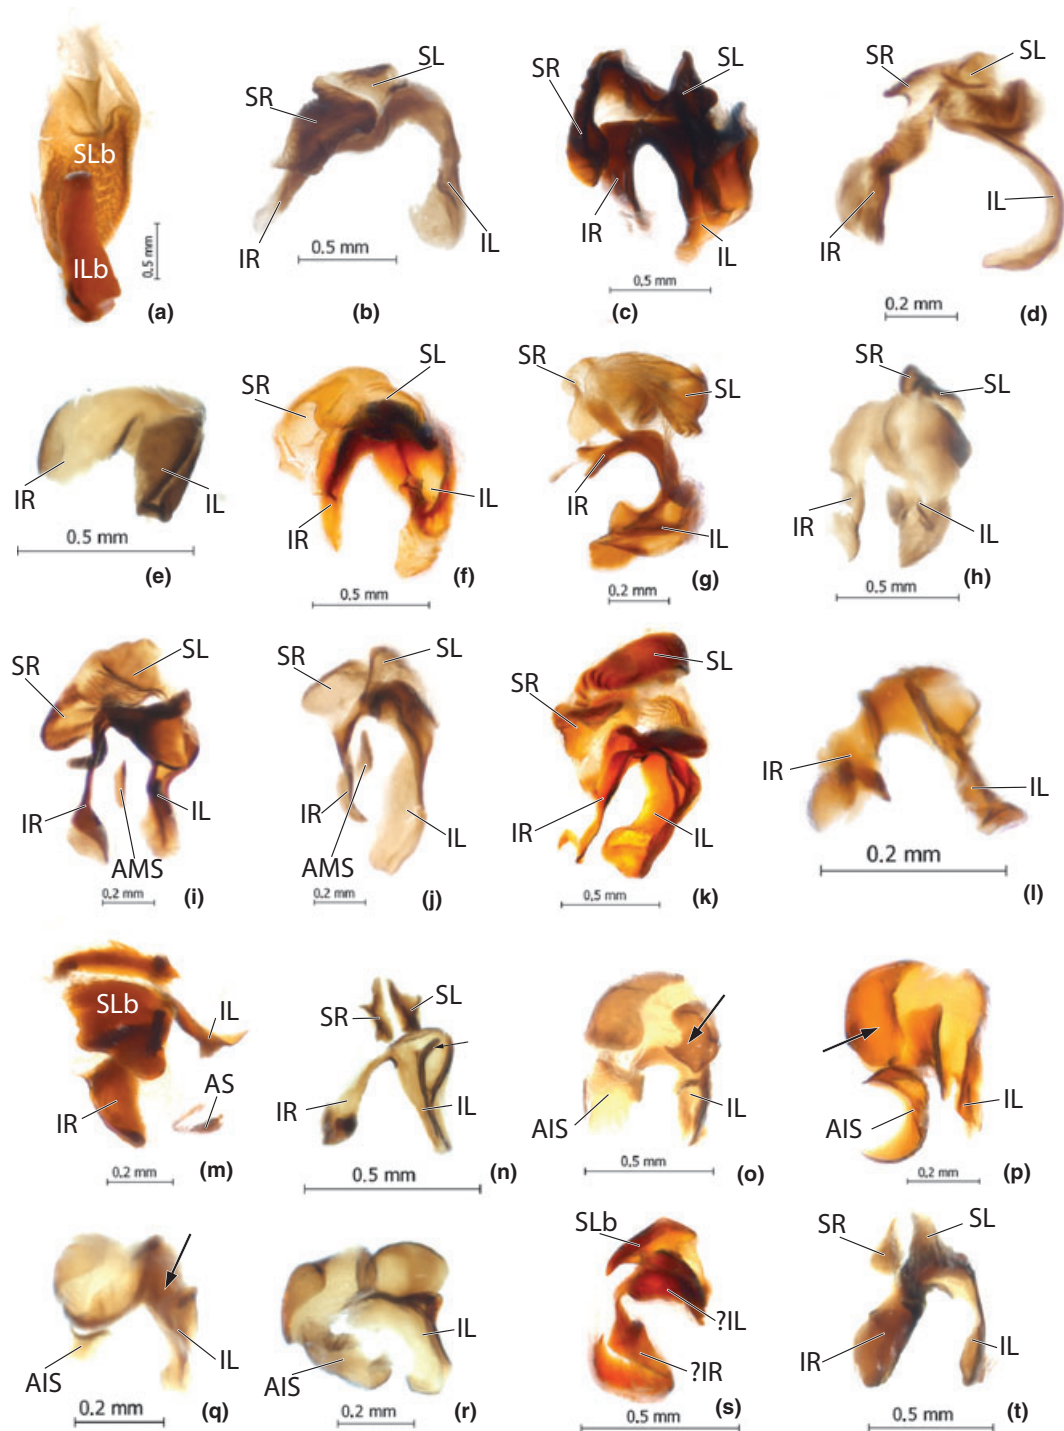 SLb
ILb
0.5 mm
(a)
SL
SR
IR
IL
0.5 mm
(b)
SR
SL
IR
IL
0.5 mm
(c)
SR
SL
IL
IR
0.2 mm
(d)
IR
IL
0.5 mm
(e)
SL
SR
IR
IL
0.5 mm
(f)
SR
SL
IR
IL
0.2 mm
(g)
SR
SL
IR
IL
0.5 mm
(h)
SL
SR
IR
IL
AMS
0.2 mm
(i)
SR
SL
IR
IL
AMS
0.2 mm
(j)
SL
SR
IR
IL
0.5 mm
(k)
IR
IL
0.2 mm
(l)
SLb
IL
AS
IR
0.2 mm
(m)
SL
SR
IR
IL
0.5 mm
(n)
AIS
IL
0.5 mm
(o)
IL
AIS
0.2 mm
(p)
IL
AIS
0.2 mm
(q)
IL
AIS
0.2 mm
(r)
SLb
?IL
?IR
0.5 mm
(s)
SL
SR
IR
IL
0.5 mm
(t)